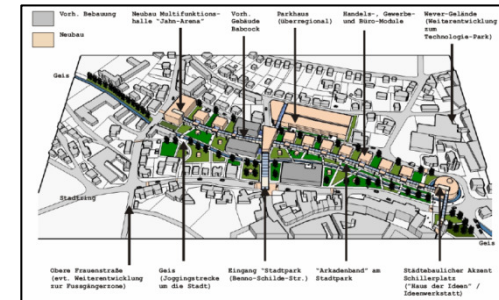 Vorh. Bebauung
Neubau
Neubau Multifunktions-
halle "Jahn-Arena"
Vorh.
Gebäude
Babcock
Parkhaus
(überregional)
Handels-, Gewerbe-
und Büro-Module
Wever-Gelände
(Weiterentwicklung
zum
Technologie-Park)
Geis
Stadtring
Geis
Obere Frauenstraße
(evt. Weiterentwicklung
zur Fussgängerzone)
Geis
(Joggingstrecke
um die Stadt)
Eingang "Stadtpark
(Benno-Schilde-Str.)
"Arkadenband" am
Stadtpark
Städtebaulicher Akzent
Schillerplatz
("Haus der Ideen" /
Ideenwerkstatt)